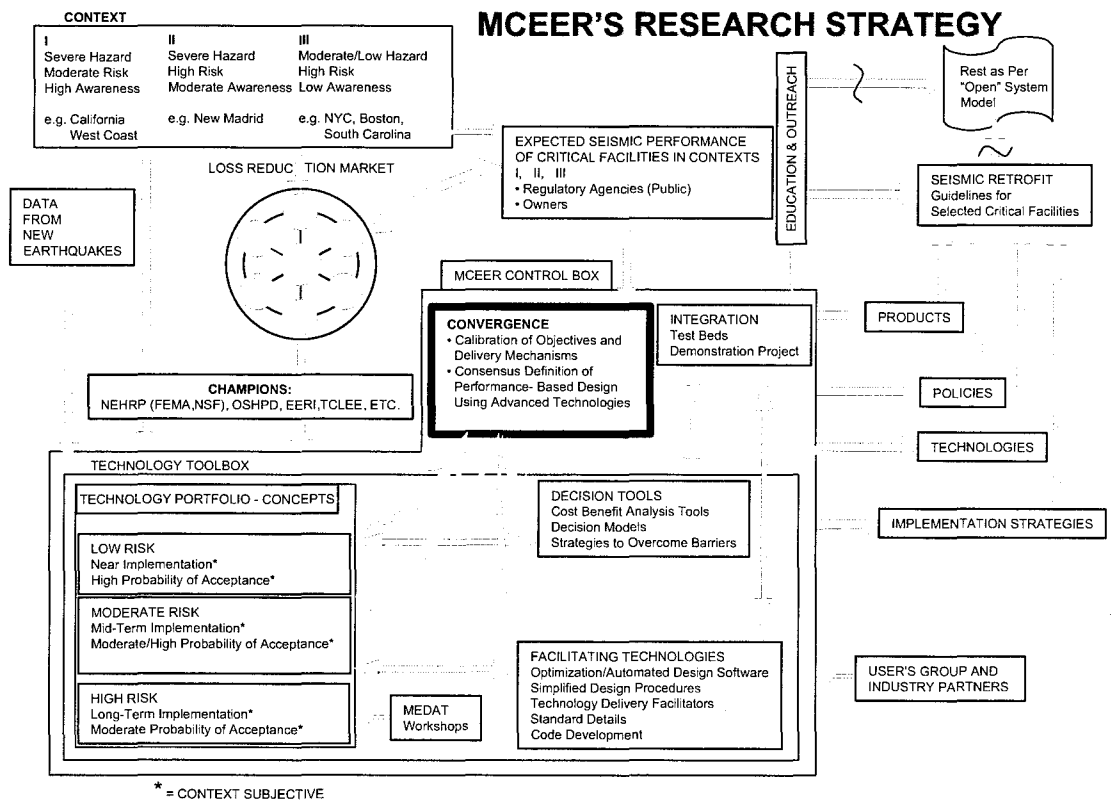 MCEER'S RESEARCH STRATEGY
CONTEXT
I
Severe Hazard
Moderate Risk
High Awareness
e.g. California
West Coast
II
Severe Hazard
High Risk
Moderate Awareness
e.g. New Madrid
III
Moderate/Low Hazard
High Risk
Low Awareness
e.g. NYC, Boston,
South Carolina
Rest as Per
"Open" System
Model
EDUCATION & OUTREACH
EXPECTED SEISMIC PERFORMANCE
OF CRITICAL FACILITIES IN CONTEXTS
I, II, III
• Regulatory Agencies (Public)
• Owners
SEISMIC RETROFIT
Guidelines for
Selected Critical Facilities
LOSS REDUCTION MARKET
DATA
FROM
NEW
EARTHQUAKES
MCEER CONTROL BOX
CONVERGENCE
• Calibration of Objectives and
Delivery Mechanisms
• Consensus Definition of
Performance- Based Design
Using Advanced Technologies
INTEGRATION
Test Beds
Demonstration Project
PRODUCTS
CHAMPIONS:
NEHRP (FEMA,NSF), OSHPD, EERI,TCLEE, ETC.
POLICIES
TECHNOLOGIES
TECHNOLOGY TOOLBOX
TECHNOLOGY PORTFOLIO - CONCEPTS
DECISION TOOLS
Cost Benefit Analysis Tools
Decision Models
Strategies to Overcome Barriers
IMPLEMENTATION STRATEGIES
LOW RISK
Near Implementation*
High Probability of Acceptance*
MODERATE RISK
Mid-Term Implementation*
Moderate/High Probability of Acceptance*
HIGH RISK
Long-Term Implementation*
Moderate Probability of Acceptance*
MEDAT
Workshops
FACILITATING TECHNOLOGIES
Optimization/Automated Design Software
Simplified Design Procedures
Technology Delivery Facilitators
Standard Details
Code Development
USER'S GROUP AND
INDUSTRY PARTNERS
* = CONTEXT SUBJECTIVE